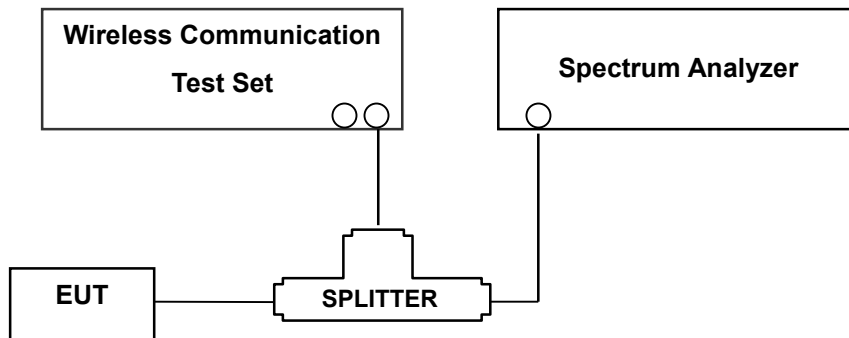 Wireless Communication
Test Set
Spectrum Analyzer
EUT
SPLITTER